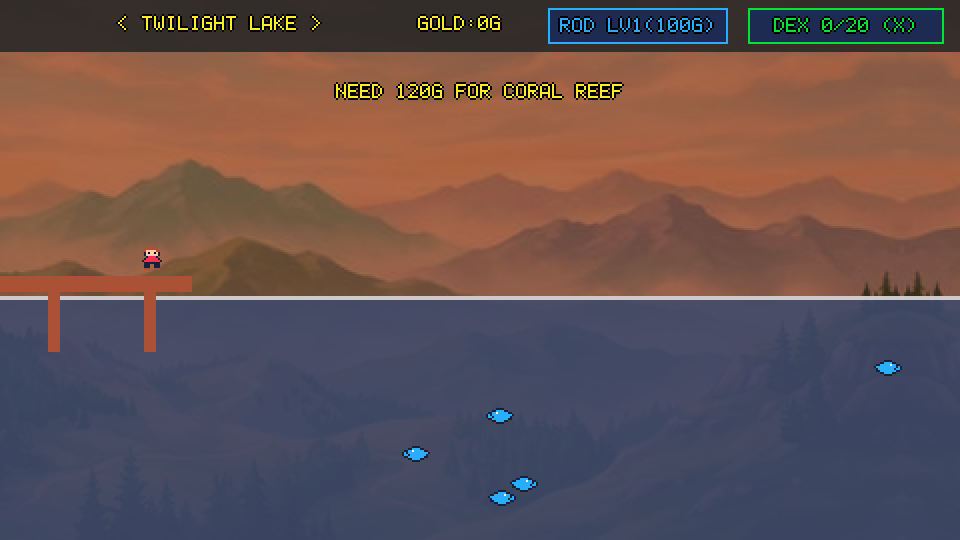 < TWILIGHT LAKE > GOLD:0G ROD LV1(100G) DEX 0/20 (X)
NEED 120G FOR CORAL REEF